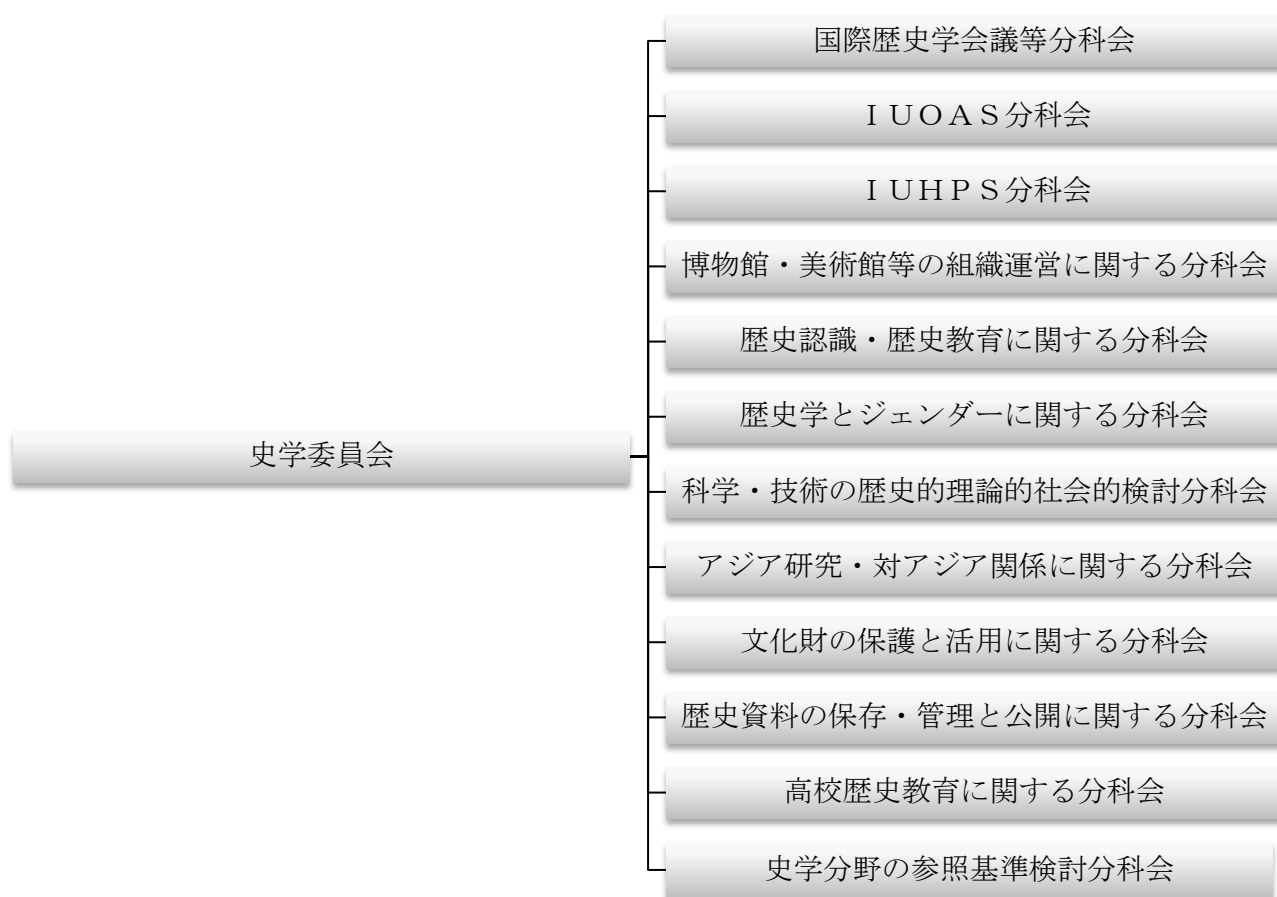 史学委員会
国際歴史学会議等分科会
ＩＵＯＡＳ分科会
ＩＵＨＰＳ分科会
博物館・美術館等の組織運営に関する分科会
歴史認識・歴史教育に関する分科会
歴史学とジェンダーに関する分科会
科学・技術の歴史的理論的社会的検討分科会
アジア研究・対アジア関係に関する分科会
文化財の保護と活用に関する分科会
歴史資料の保存・管理と公開に関する分科会
高校歴史教育に関する分科会
史学分野の参照基準検討分科会